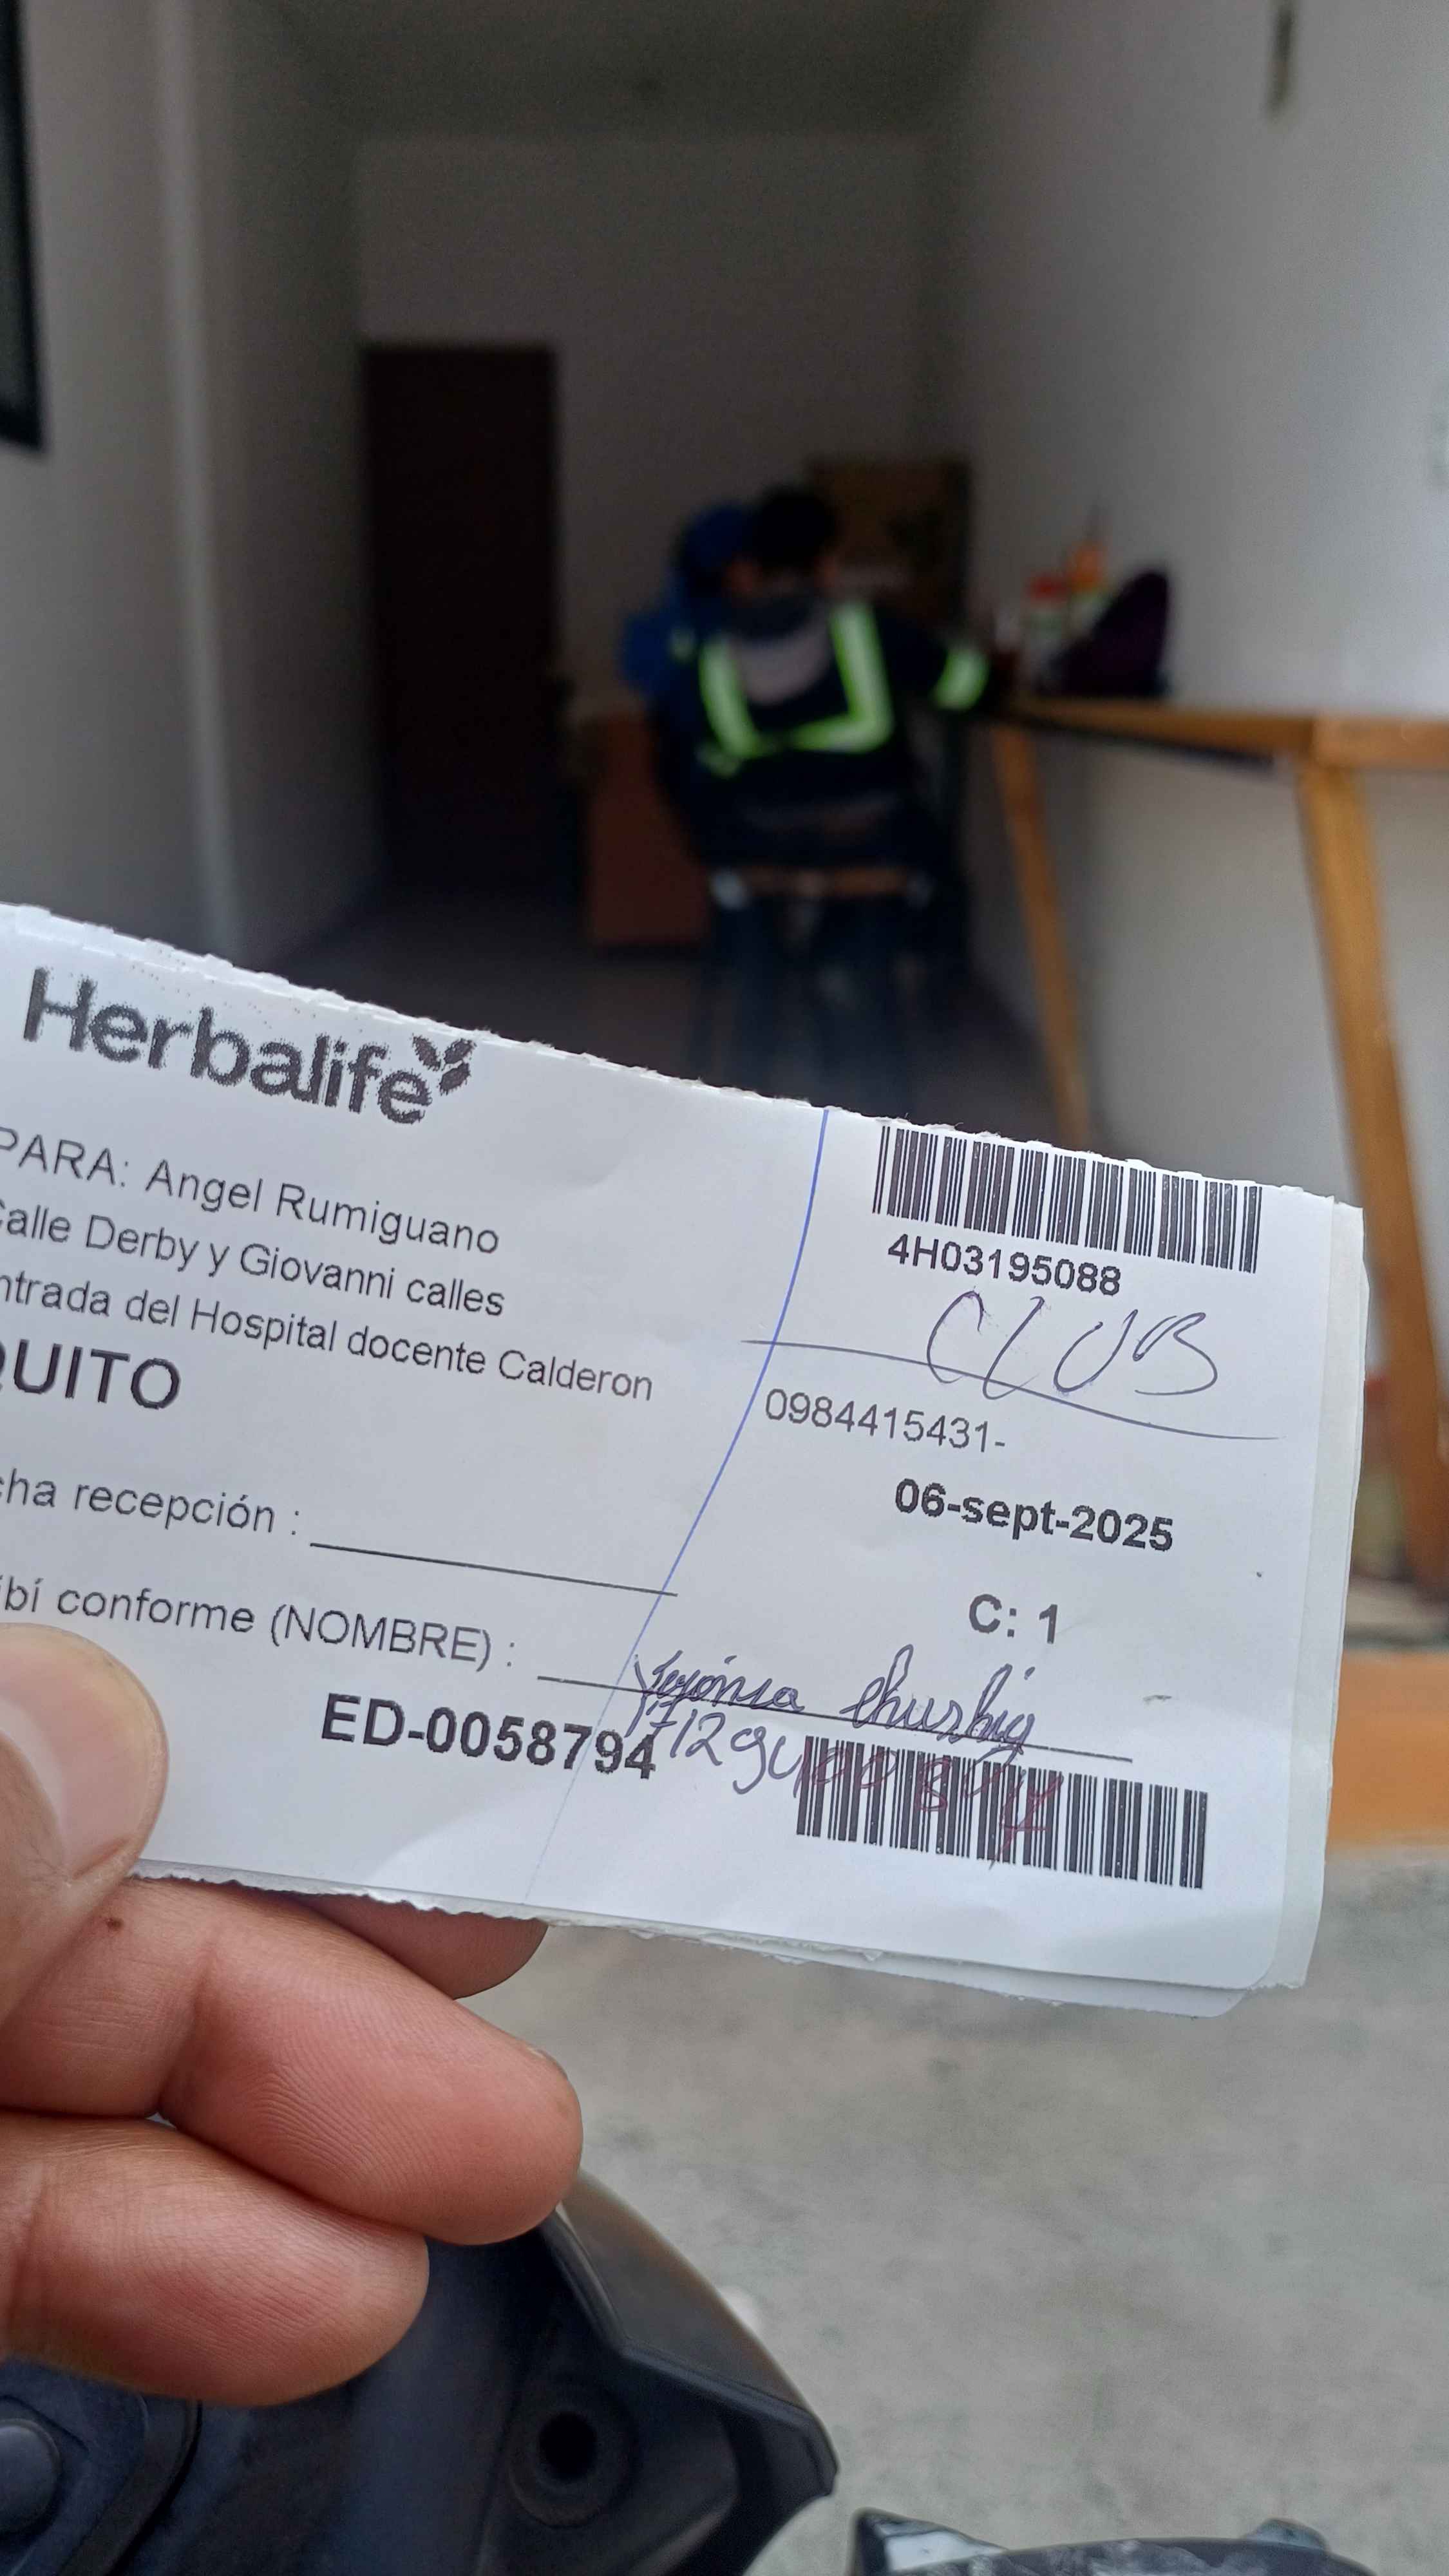 Herbalife
PARA: Angel Rumiguano
Calle Derby y Giovanni calles
ntrada del Hospital docente Calderon
QUITO
cha recepción :
ibí conforme (NOMBRE) :
ED-0058794
4H03195088
CLUB
0984415431-
06-sept-2025
C: 1